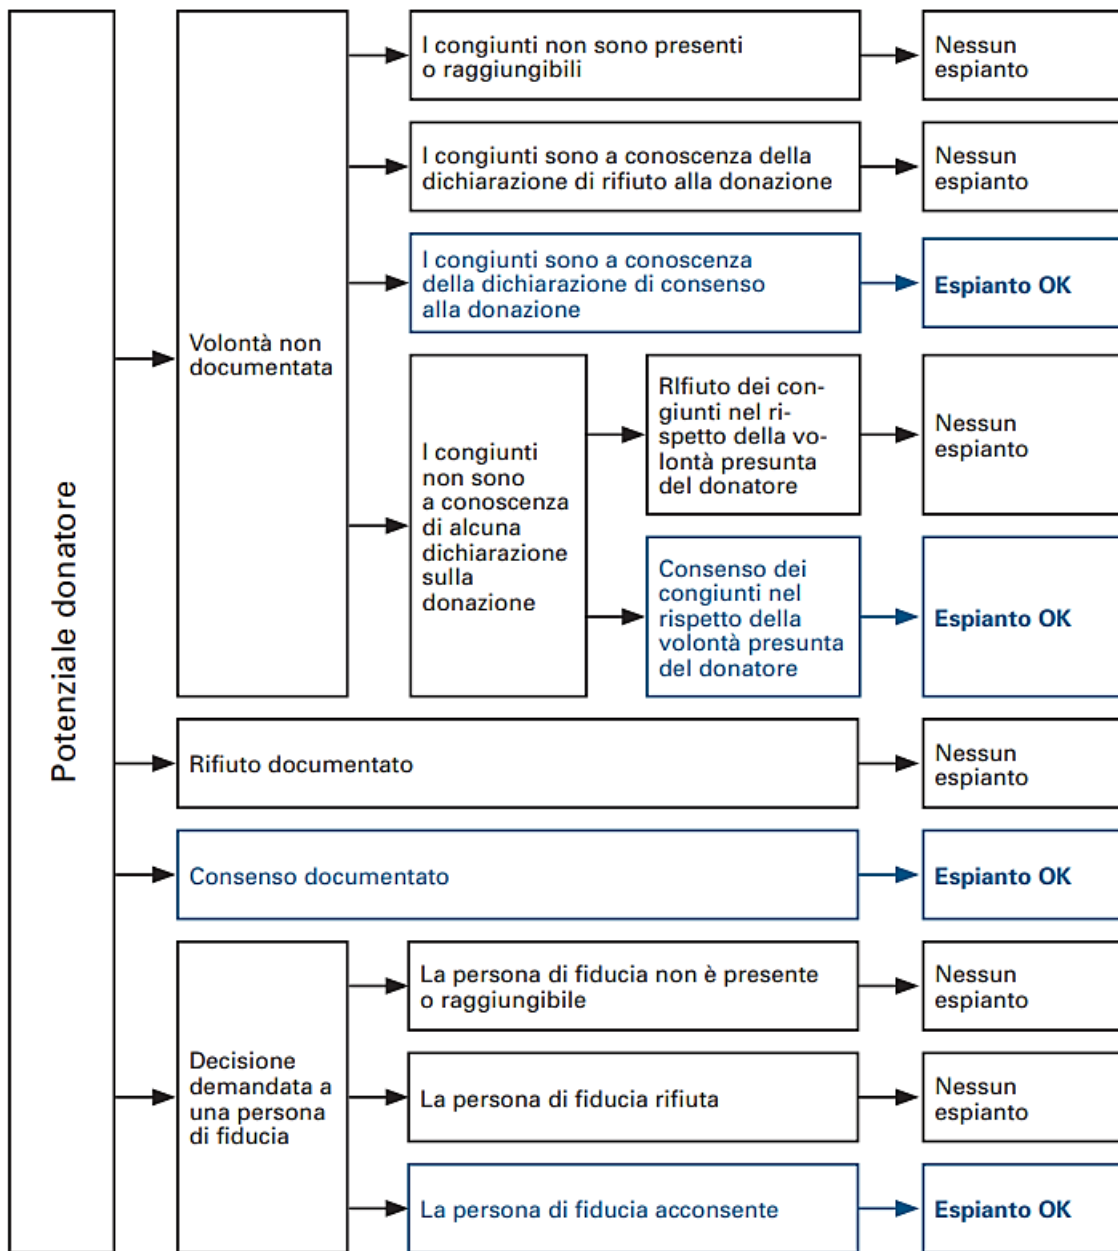 Potenziale donatore
Volontà non
documentata
I congiunti non sono presenti
o raggiungibili
Nessun
espianto
I congiunti sono a conoscenza della
dichiarazione di rifiuto alla donazione
Nessun
espianto
I congiunti sono a conoscenza
della dichiarazione di consenso
alla donazione
Espianto OK
I congiunti
non sono
a conoscenza
di alcuna
dichiarazione
sulla
donazione
RIfiuto dei con-
giunti nel ri-
spetto della vo-
lontà presunta
del donatore
Nessun
espianto
Consenso dei
congiunti nel
rispetto della
volontà presunta
del donatore
Espianto OK
Rifiuto documentato
Nessun
espianto
Consenso documentato
Espianto OK
Decisione
demandata a
una persona
di fiducia
La persona di fiducia non è presente
o raggiungibile
Nessun
espianto
La persona di fiducia rifiuta
Nessun
espianto
La persona di fiducia acconsente
Espianto OK